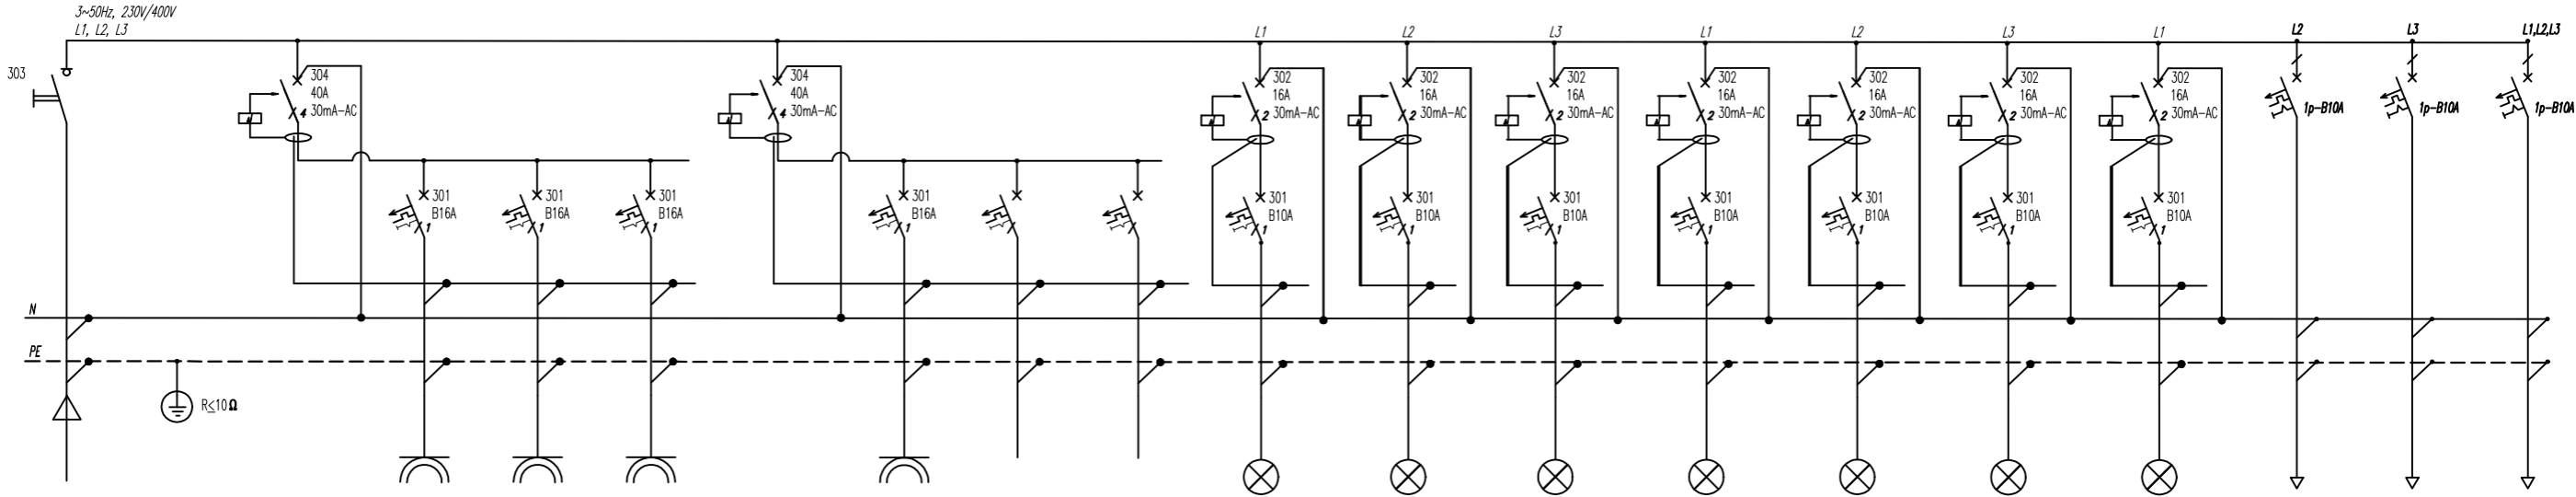 3~50Hz, 230V/400V
L1, L2, L3
L1
L2
L3
L1
L2
L3
L1
L2
L3
L1,L2,L3
303
304
40A
4 30mA-AC
304
40A
4 30mA-AC
302
16A
2 30mA-AC
302
16A
2 30mA-AC
302
16A
2 30mA-AC
302
16A
2 30mA-AC
302
16A
2 30mA-AC
302
16A
2 30mA-AC
302
16A
2 30mA-AC
1p-B10A
1p-B10A
1p-B10A
301
B16A
1
301
B16A
1
301
B16A
1
301
B16A
1
301
B10A
1
301
B10A
1
301
B10A
1
301
B10A
1
301
B10A
1
301
B10A
1
301
B10A
1
N
PE
R≤10Ω